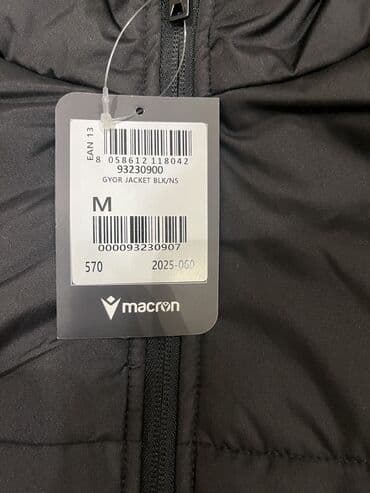 EAN 13
8 058612 118042
93230900
GYOR JACKET BLK/NS
M
000093230907
570 2025-060
macron